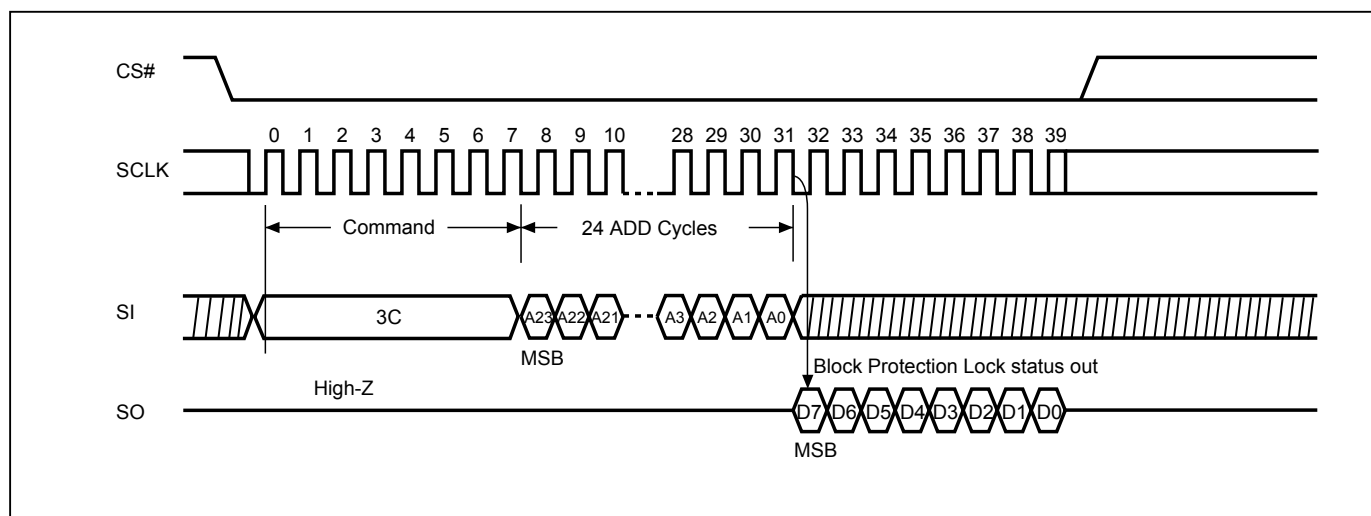 CS#
0 1 2 3 4 5 6 7 8 9 10 28 29 30 31 32 33 34 35 36 37 38 39
SCLK
Command
24 ADD Cycles
SI
3C
A23 A22 A21 A3 A2 A1 A0
MSB
Block Protection Lock status out
High-Z
SO
D7 D6 D5 D4 D3 D2 D1 D0
MSB